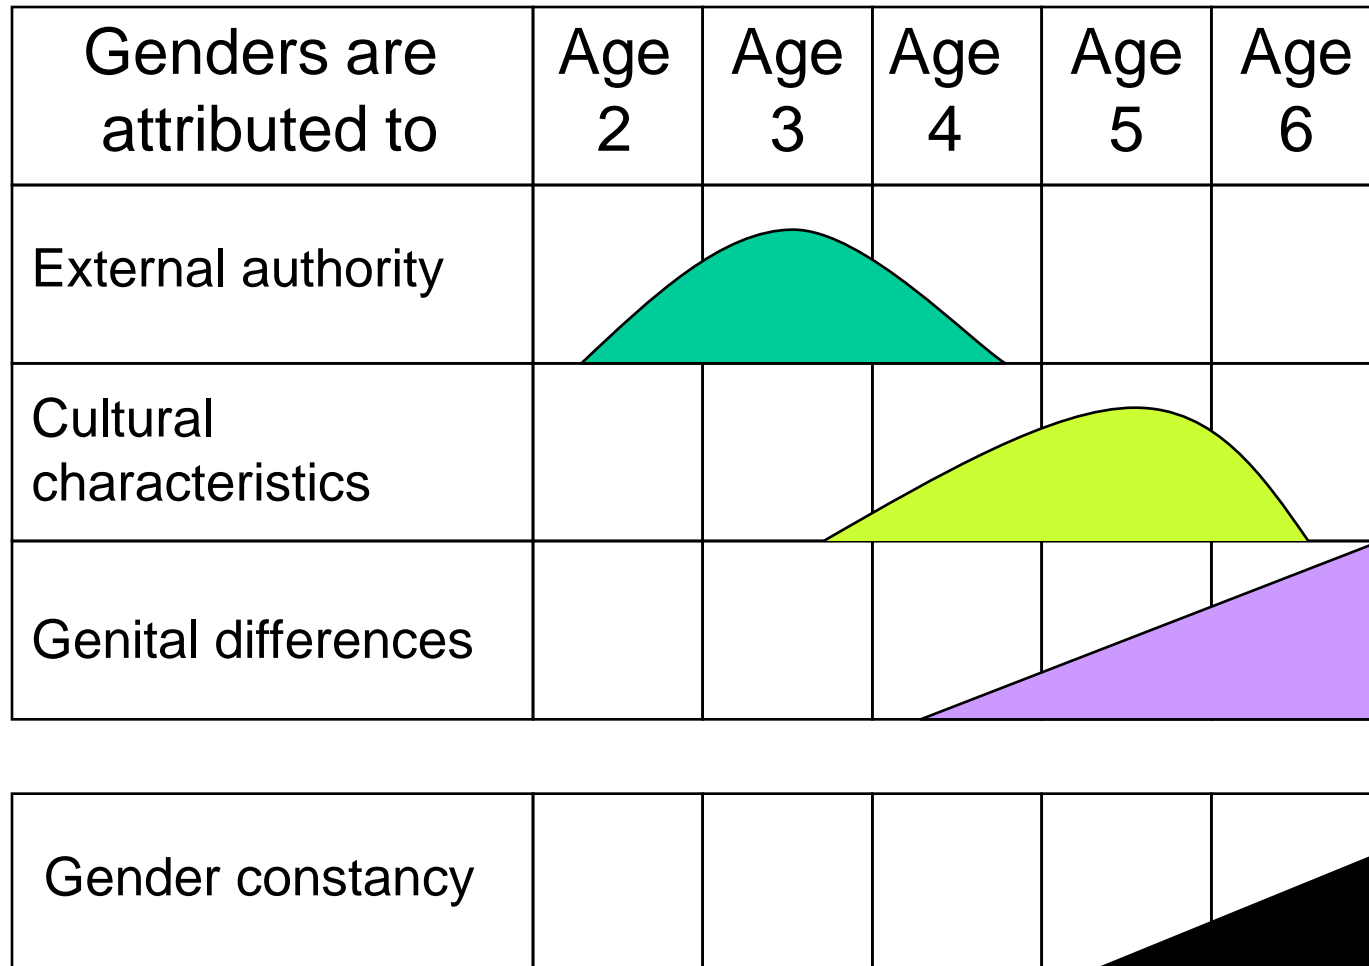 Genders are
attributed to
Age
2
Age
3
Age
4
Age
5
Age
6
External authority
Cultural
characteristics
Genital differences
Gender constancy